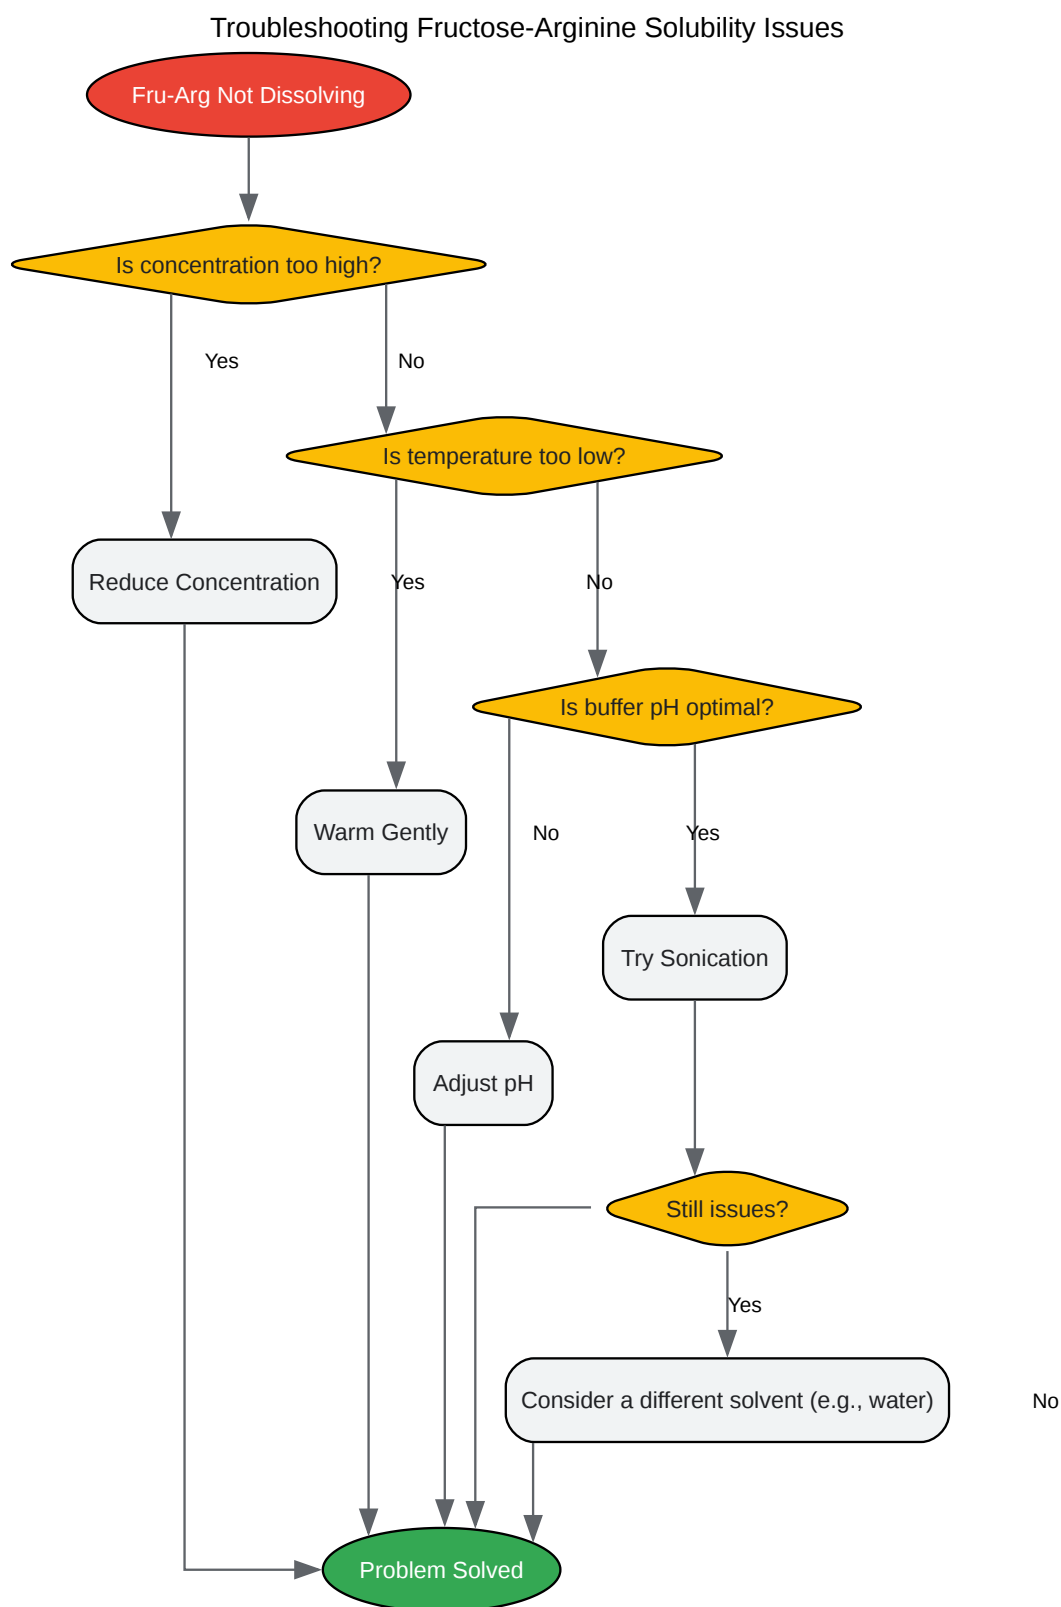 Troubleshooting Fructose-Arginine Solubility Issues
Fru-Arg Not Dissolving
Is concentration too high?
Yes
No
Is temperature too low?
Reduce Concentration
Yes
No
Is buffer pH optimal?
Warm Gently
No
Yes
Try Sonication
Adjust pH
Still issues?
Yes
Consider a different solvent (e.g., water)
No
Problem Solved